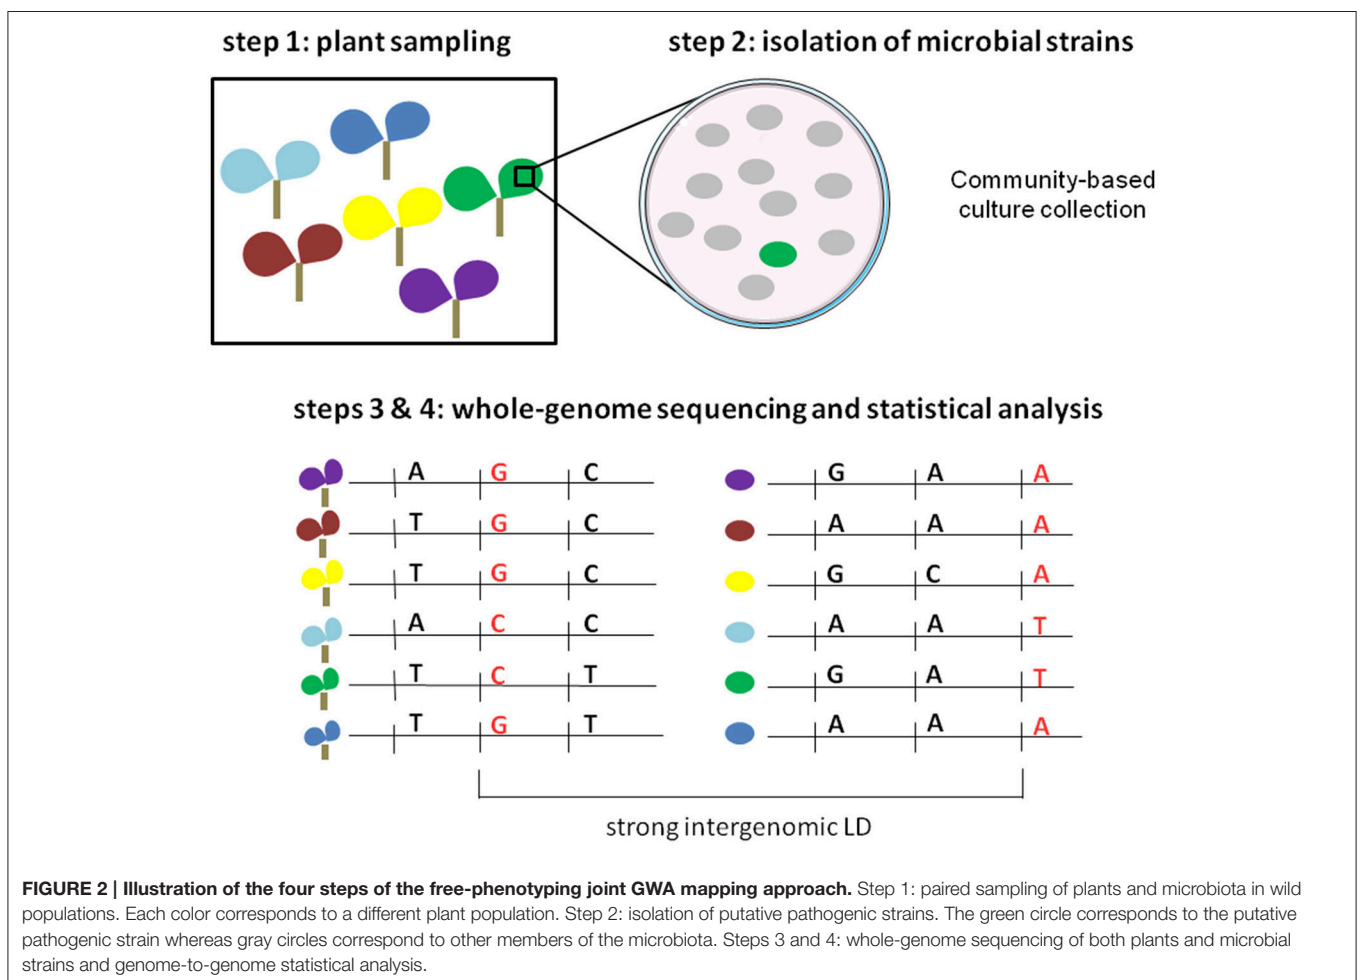 step 1: plant sampling
step 2: isolation of microbial strains
Community-based
culture collection
steps 3 & 4: whole-genome sequencing and statistical analysis
A G C G A A
T G C A A A
T G C G C A
A C C A A T
T C T G A T
T G T A A A
strong intergenomic LD
FIGURE 2 | Illustration of the four steps of the free-phenotyping joint GWA mapping approach. Step 1: paired sampling of plants and microbiota in wild
populations. Each color corresponds to a different plant population. Step 2: isolation of putative pathogenic strains. The green circle corresponds to the putative
pathogenic strain whereas gray circles correspond to other members of the microbiota. Steps 3 and 4: whole-genome sequencing of both plants and microbial
strains and genome-to-genome statistical analysis.